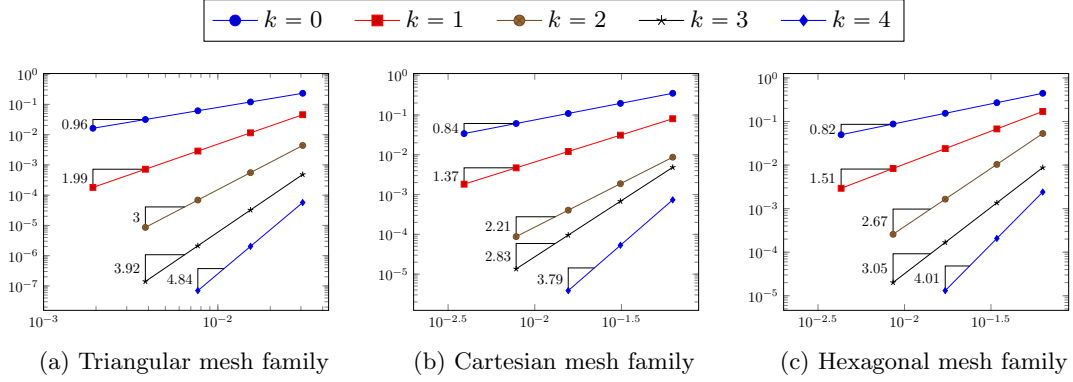 k = 0 k = 1 k = 2 k = 3 k = 4
10^0 10^-1 10^-2 10^-3 10^-4 10^-5 10^-6 10^-7
0.96
1.99
3
3.92
4.84
10^-3 10^-2
(a) Triangular mesh family
10^0 10^-1 10^-2 10^-3 10^-4 10^-5
0.84
1.37
2.21
2.83
3.79
10^-2.5 10^-2 10^-1.5
(b) Cartesian mesh family
10^0 10^-1 10^-2 10^-3 10^-4 10^-5
0.82
1.51
2.67
3.05
4.01
10^-2.5 10^-2 10^-1.5
(c) Hexagonal mesh family